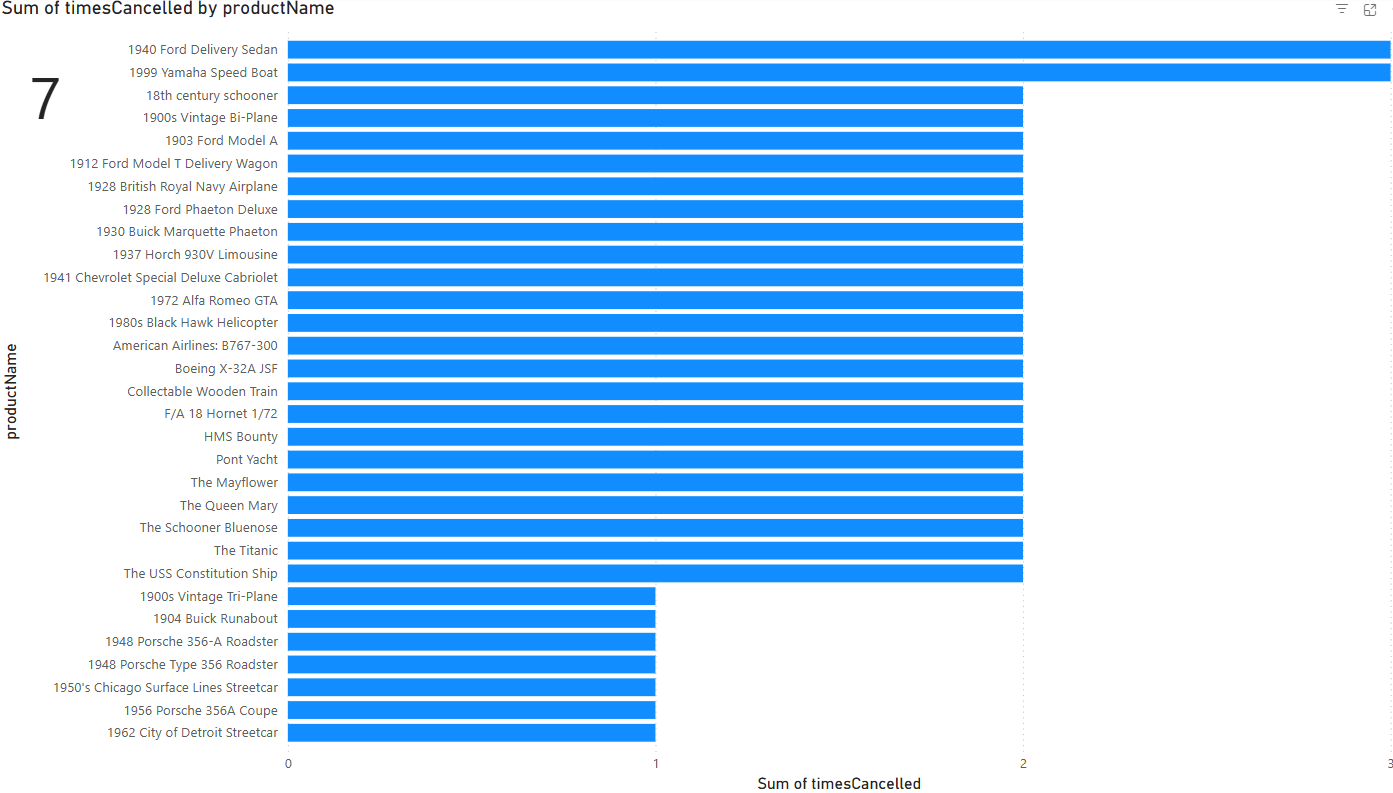 Sum of timesCancelled by productName
7
1940 Ford Delivery Sedan
1999 Yamaha Speed Boat
18th century schooner
1900s Vintage Bi-Plane
1903 Ford Model A
1912 Ford Model T Delivery Wagon
1928 British Royal Navy Airplane
1928 Ford Phaeton Deluxe
1930 Buick Marquette Phaeton
1937 Horch 930V Limousine
1941 Chevrolet Special Deluxe Cabriolet
1972 Alfa Romeo GTA
1980s Black Hawk Helicopter
American Airlines: B767-300
Boeing X-32A JSF
Collectable Wooden Train
F/A 18 Hornet 1/72
HMS Bounty
Pont Yacht
The Mayflower
The Queen Mary
The Schooner Bluenose
The Titanic
The USS Constitution Ship
1900s Vintage Tri-Plane
1904 Buick Runabout
1948 Porsche 356-A Roadster
1948 Porsche Type 356 Roadster
1950's Chicago Surface Lines Streetcar
1956 Porsche 356A Coupe
1962 City of Detroit Streetcar
productName
0 1 2 3
Sum of timesCancelled